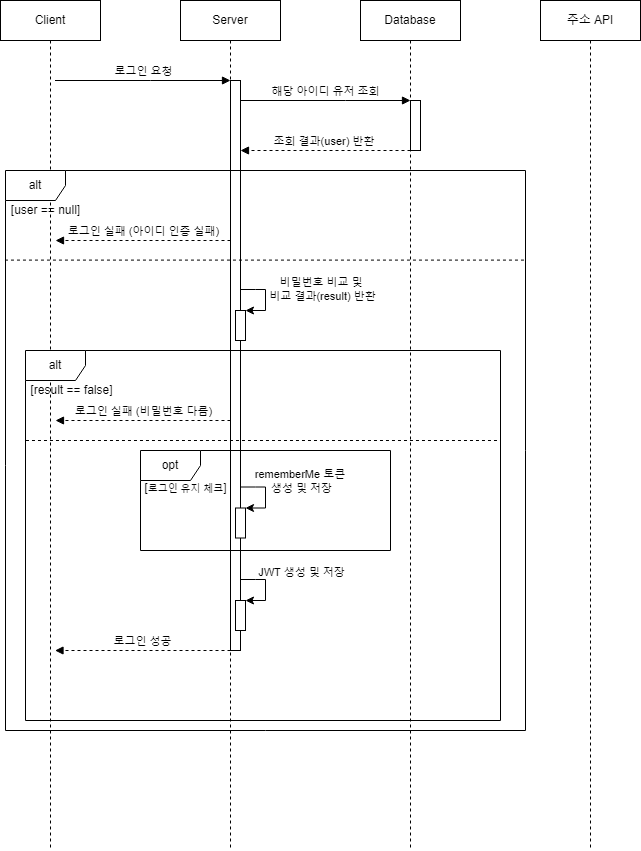 Client
Server
Database
주소 API
로그인 요청
해당 아이디 유저 조회
조회 결과(user) 반환
alt
[user == null]
로그인 실패 (아이디 인증 실패)
비밀번호 비교 및
비교 결과(result) 반환
alt
[result == false]
로그인 실패 (비밀번호 다름)
opt
[로그인 유지 체크]
rememberMe 토큰
생성 및 저장
JWT 생성 및 저장
로그인 성공